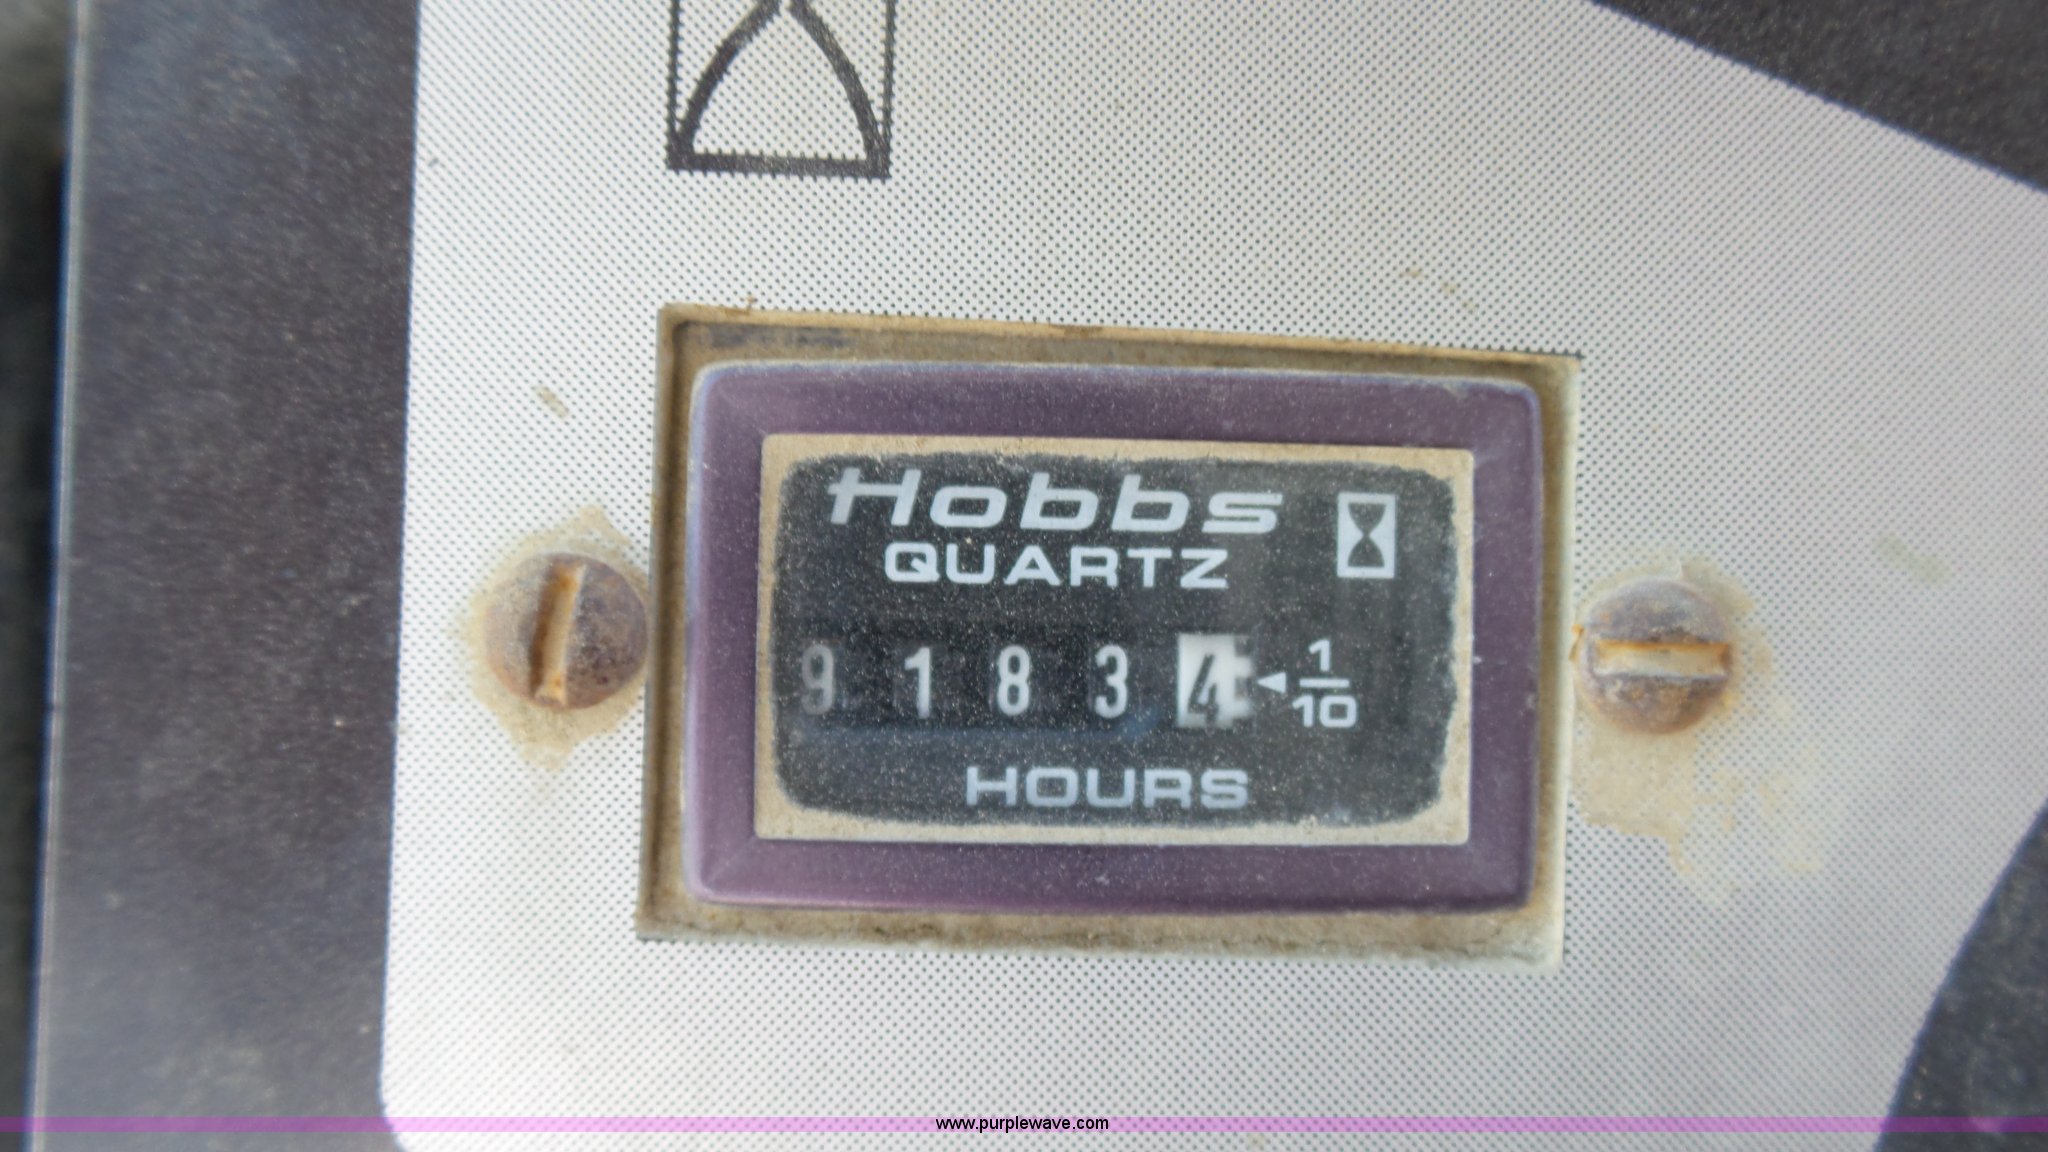 Hobbs
QUARTZ
9 1 8 3 4 ◄ 1/10
HOURS
www.purplewave.com